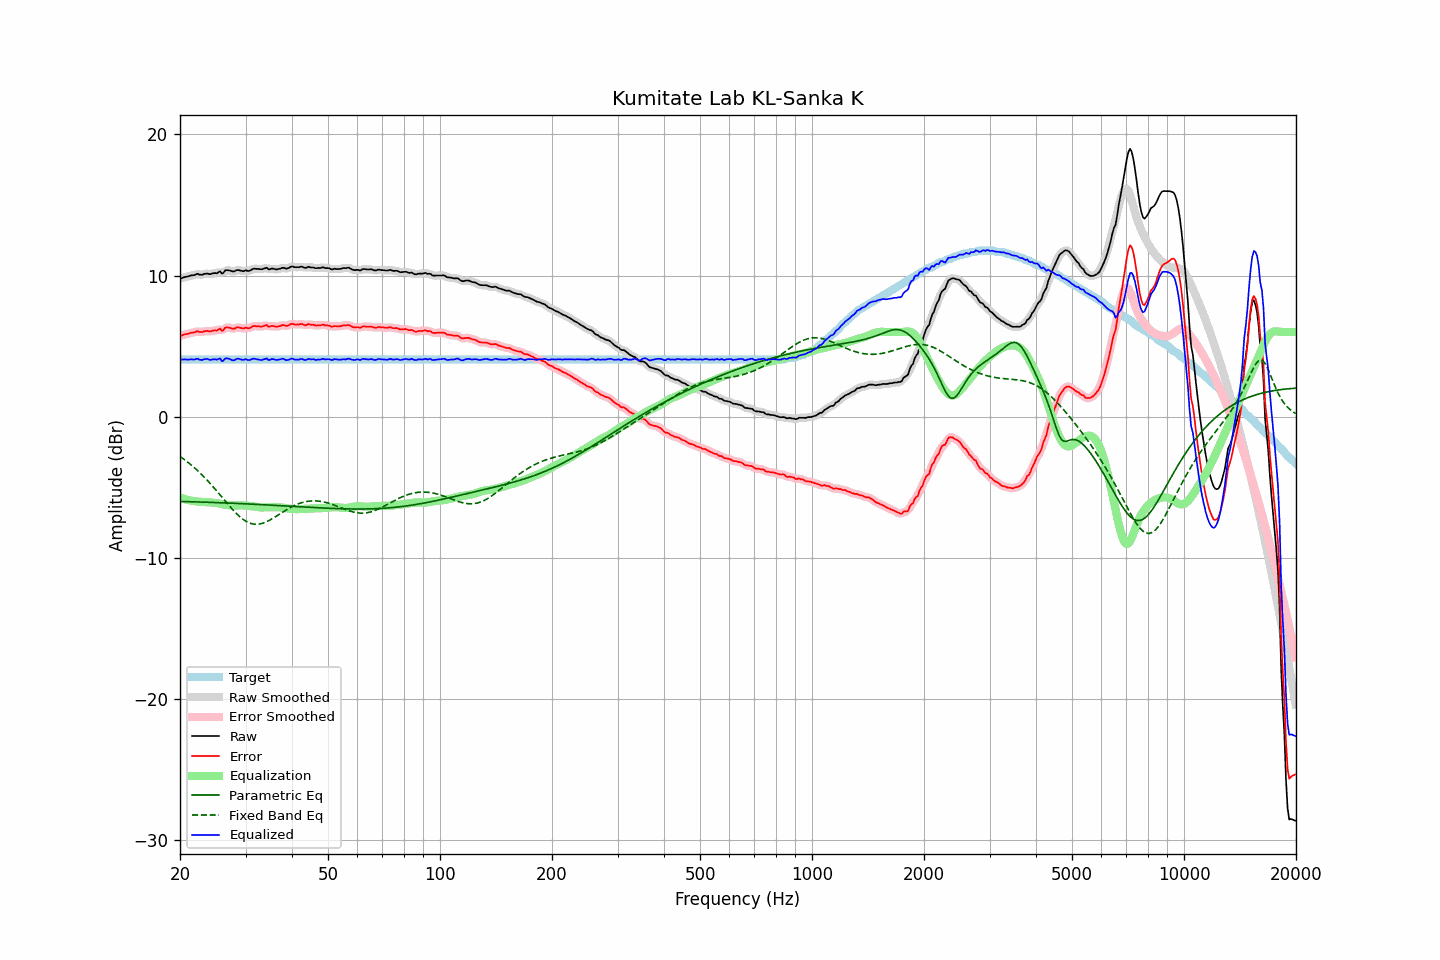 Kumitate Lab KL-Sanka K
20
10
0
−10
−20
−30
Amplitude (dBr)
Target
Raw Smoothed
Error Smoothed
Raw
Error
Equalization
Parametric Eq
Fixed Band Eq
Equalized
20 50 100 200 500 1000 2000 5000 10000 20000
Frequency (Hz)